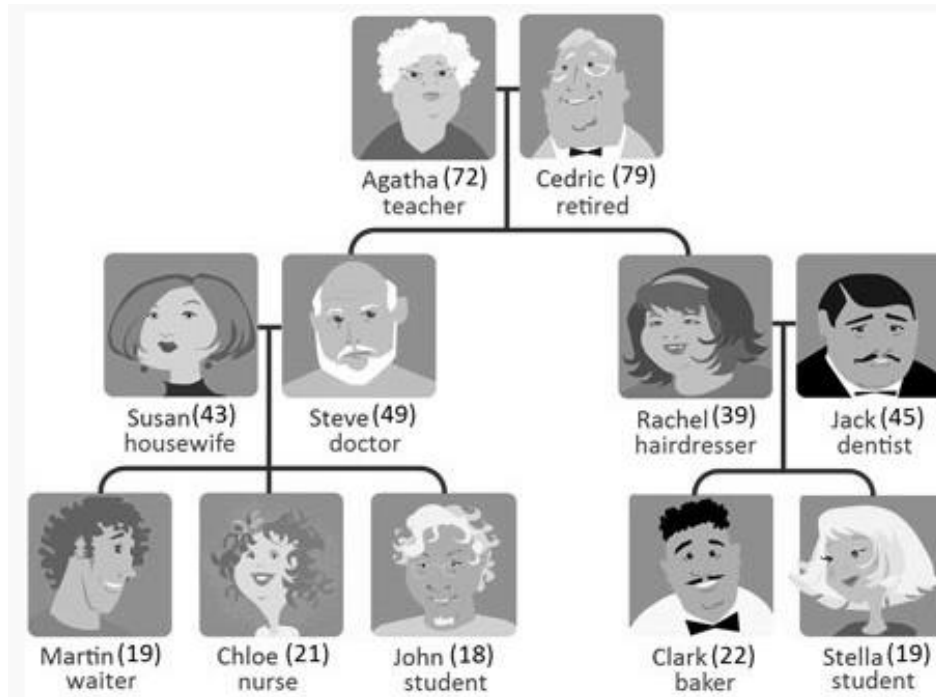 Agatha (72)
teacher
Cedric (79)
retired
Susan (43)
housewife
Steve (49)
doctor
Rachel (39)
hairdresser
Jack (45)
dentist
Martin (19)
waiter
Chloe (21)
nurse
John (18)
student
Clark (22)
baker
Stella (19)
student